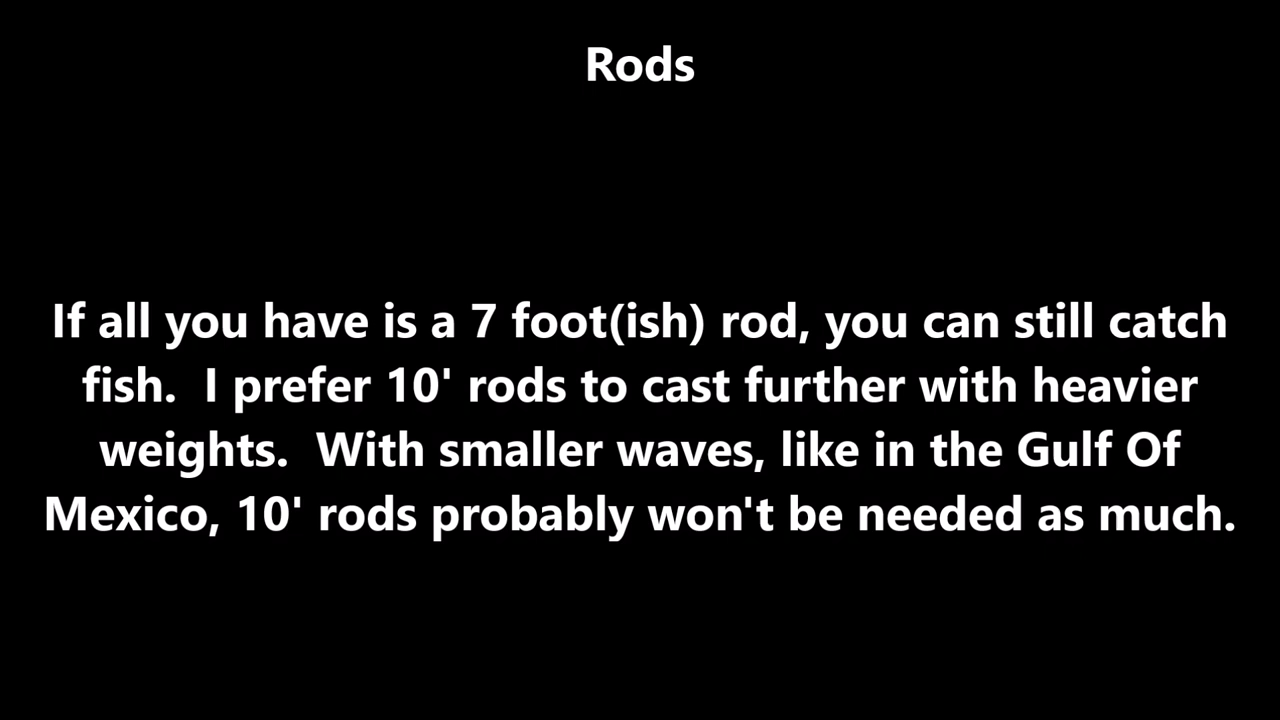 Rods
If all you have is a 7 foot(ish) rod, you can still catch
fish.  I prefer 10' rods to cast further with heavier
weights.  With smaller waves, like in the Gulf Of
Mexico, 10' rods probably won't be needed as much.